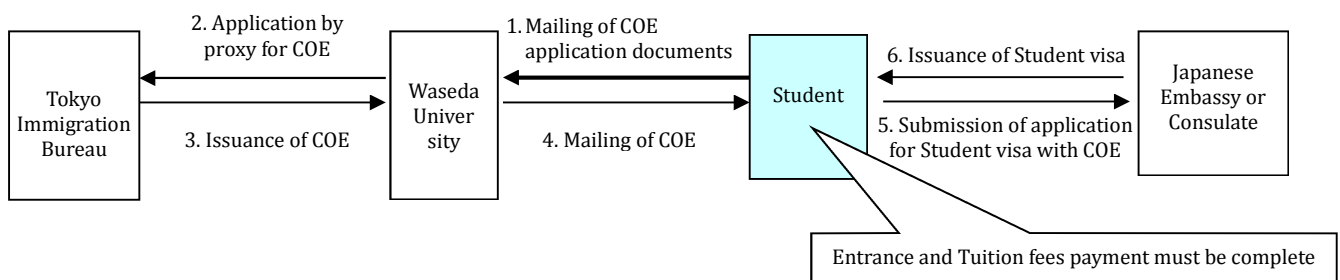 2. Application by
proxy for COE
1. Mailing of COE
application documents
6. Issuance of Student visa
Tokyo
Immigration
Bureau
Waseda
Univer
sity
Student
Japanese
Embassy or
Consulate
3. Issuance of COE
4. Mailing of COE
5. Submission of application
for Student visa with COE
Entrance and Tuition fees payment must be complete